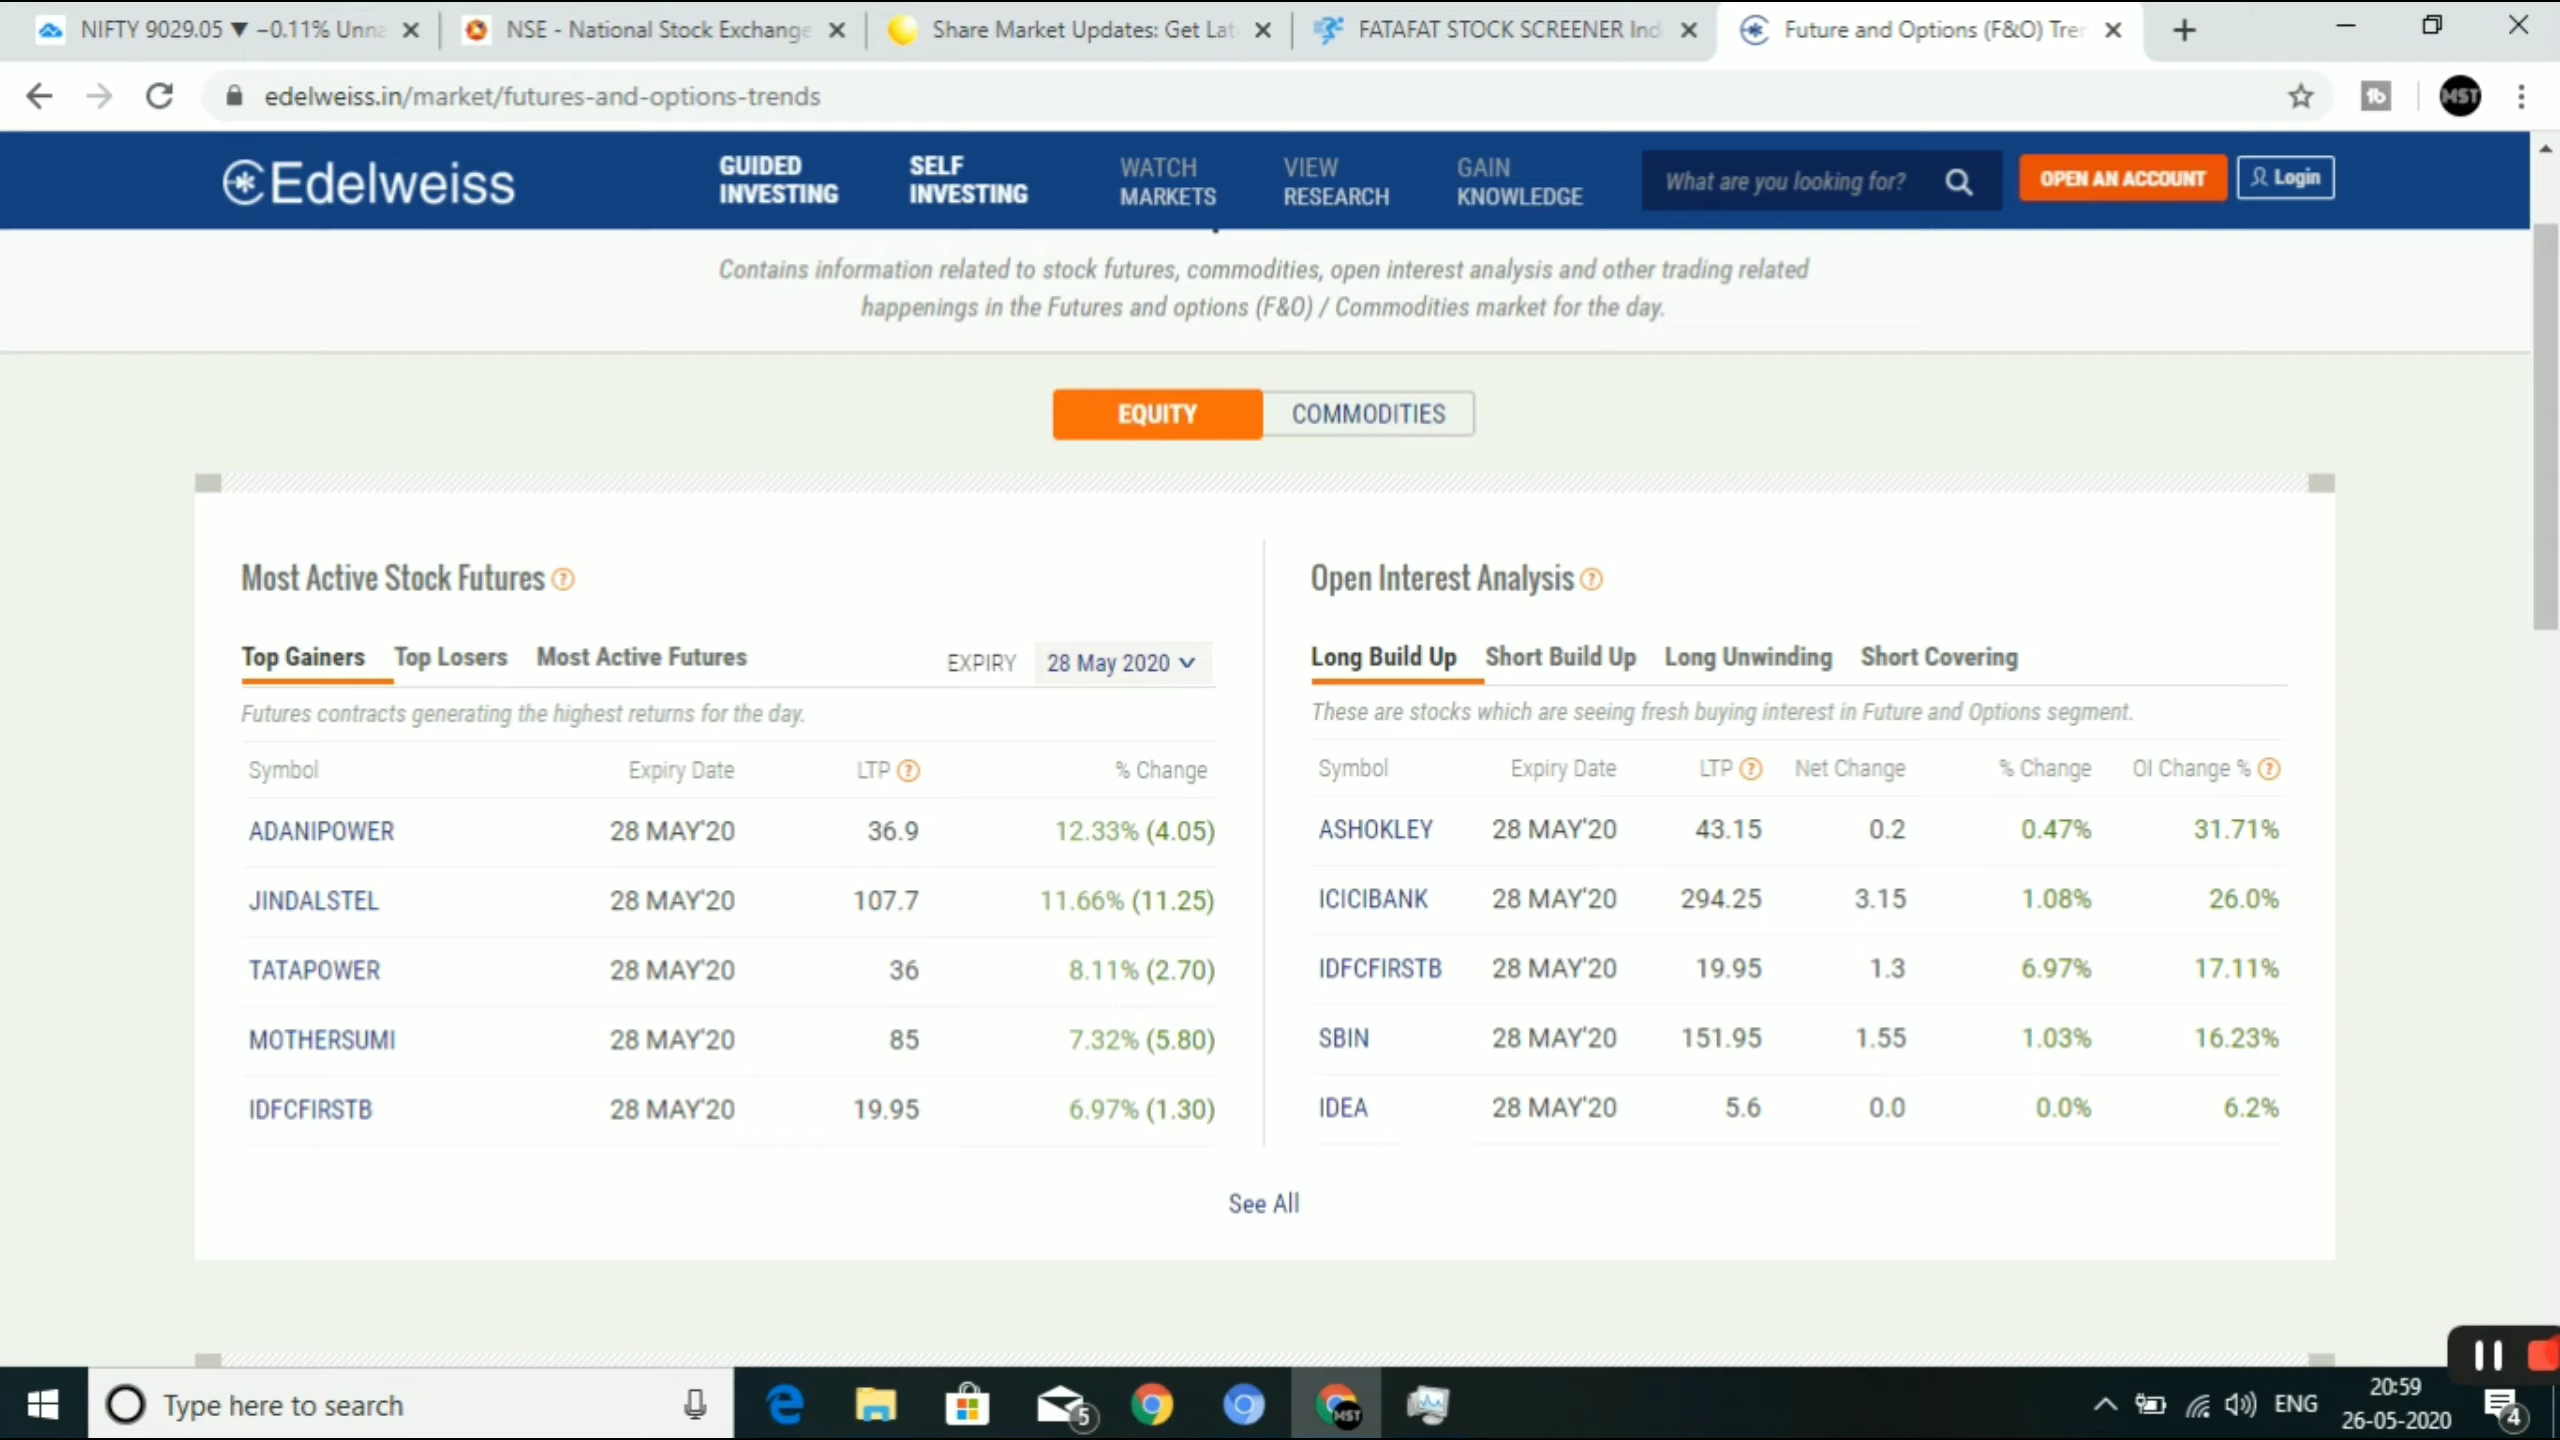 NIFTY 9029.05 ▼ −0.11% Unna
NSE - National Stock Exchange
Share Market Updates: Get Lat
FATAFAT STOCK SCREENER Ind
Future and Options (F&O) Tren
edelweiss.in/market/futures-and-options-trends
MST
Edelweiss
GUIDED INVESTING
SELF INVESTING
WATCH MARKETS
VIEW RESEARCH
GAIN KNOWLEDGE
What are you looking for?
OPEN AN ACCOUNT
Login
Contains information related to stock futures, commodities, open interest analysis and other trading related
happenings in the Futures and options (F&O) / Commodities market for the day.
EQUITY COMMODITIES
Most Active Stock Futures ?
Top Gainers Top Losers Most Active Futures EXPIRY 28 May 2020
Futures contracts generating the highest returns for the day.
Symbol Expiry Date LTP ? % Change
ADANIPOWER 28 MAY'20 36.9 12.33% (4.05)
JINDALSTEL 28 MAY'20 107.7 11.66% (11.25)
TATAPOWER 28 MAY'20 36 8.11% (2.70)
MOTHERSUMI 28 MAY'20 85 7.32% (5.80)
IDFCFIRSTB 28 MAY'20 19.95 6.97% (1.30)
Open Interest Analysis ?
Long Build Up Short Build Up Long Unwinding Short Covering
These are stocks which are seeing fresh buying interest in Future and Options segment.
Symbol Expiry Date LTP ? Net Change % Change OI Change % ?
ASHOKLEY 28 MAY'20 43.15 0.2 0.47% 31.71%
ICICIBANK 28 MAY'20 294.25 3.15 1.08% 26.0%
IDFCFIRSTB 28 MAY'20 19.95 1.3 6.97% 17.11%
SBIN 28 MAY'20 151.95 1.55 1.03% 16.23%
IDEA 28 MAY'20 5.6 0.0 0.0% 6.2%
See All
Type here to search
5
MST
ENG
20:59
26-05-2020
4